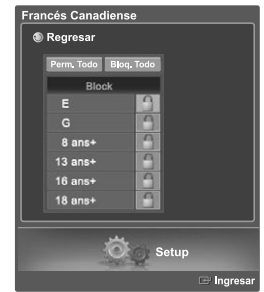 Francés Canadiense
Regresar
Perm. Todo Bloq. Todo
Block
E
G
8 ans+
13 ans+
16 ans+
18 ans+
Setup
Ingresar